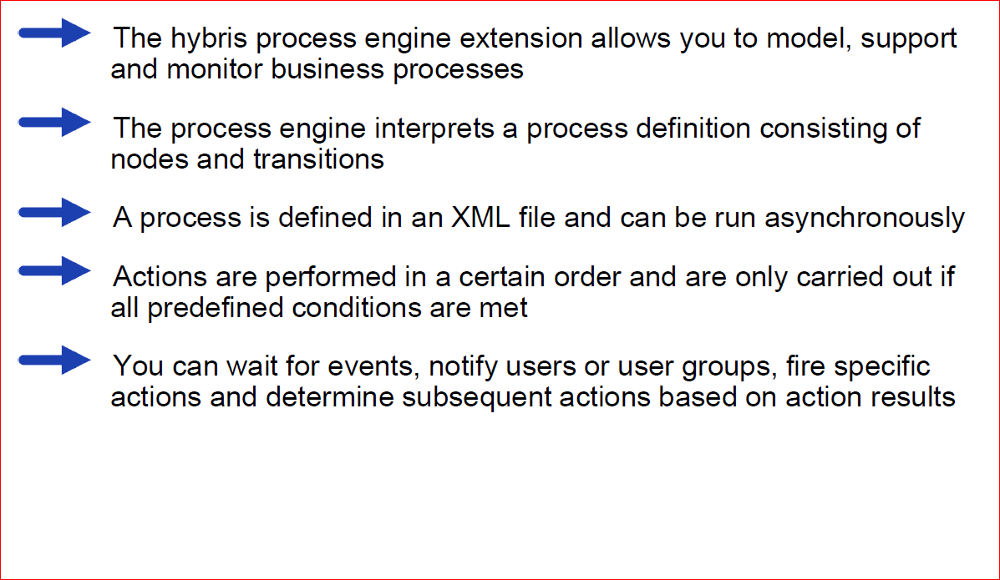 The hybris process engine extension allows you to model, support
and monitor business processes
The process engine interprets a process definition consisting of
nodes and transitions
A process is defined in an XML file and can be run asynchronously
Actions are performed in a certain order and are only carried out if
all predefined conditions are met
You can wait for events, notify users or user groups, fire specific
actions and determine subsequent actions based on action results